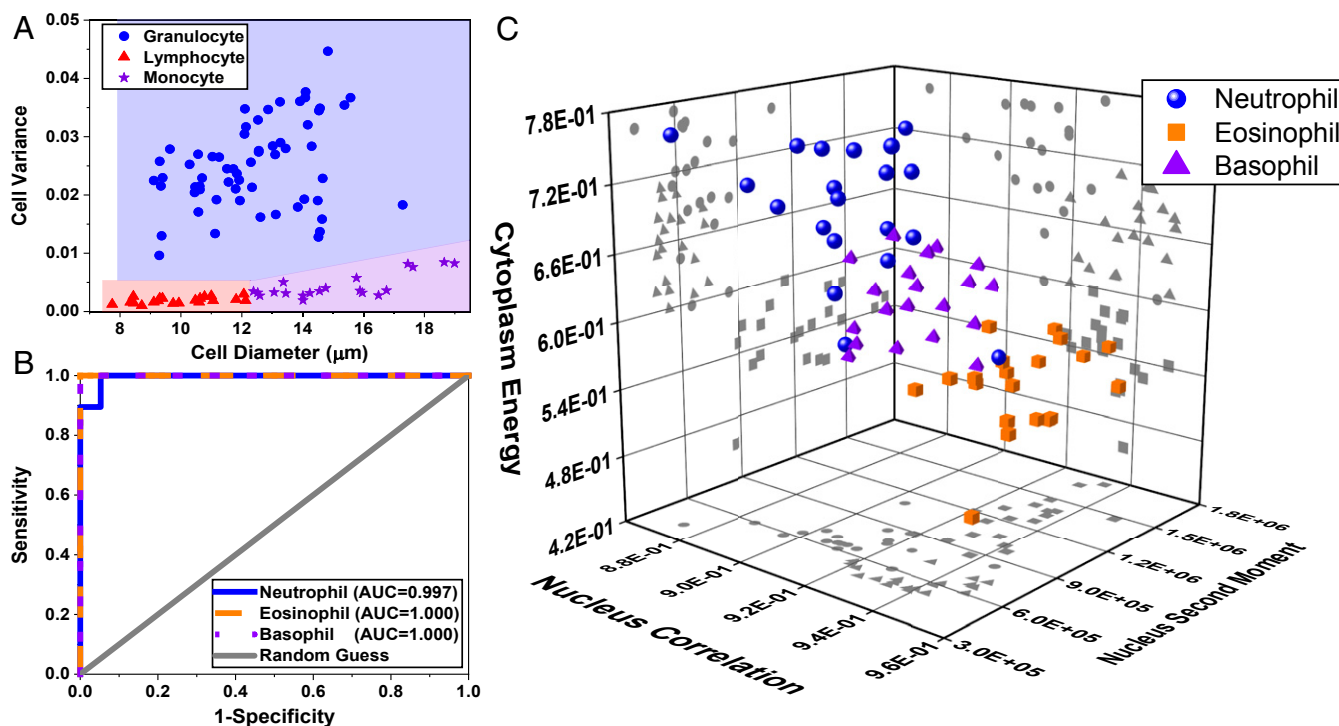 A
0.05
0.04
0.03
0.02
0.01
0.00
Cell Variance
Granulocyte
Lymphocyte
Monocyte
8
10
12
14
16
18
Cell Diameter (μm)
B
1.0
0.8
0.6
0.4
0.2
0.0
Sensitivity
Neutrophil (AUC=0.997)
Eosinophil (AUC=1.000)
Basophil (AUC=1.000)
Random Guess
0.0
0.2
0.4
0.6
0.8
1.0
1-Specificity
C
Neutrophil
Eosinophil
Basophil
7.8E-01
7.2E-01
6.6E-01
6.0E-01
5.4E-01
4.8E-01
4.2E-01
Cytoplasm Energy
8.8E-01
9.0E-01
9.2E-01
9.4E-01
9.6E-01
Nucleus Correlation
3.0E+05
6.0E+05
9.0E+05
1.2E+06
1.5E+06
1.8E+06
Nucleus Second Moment